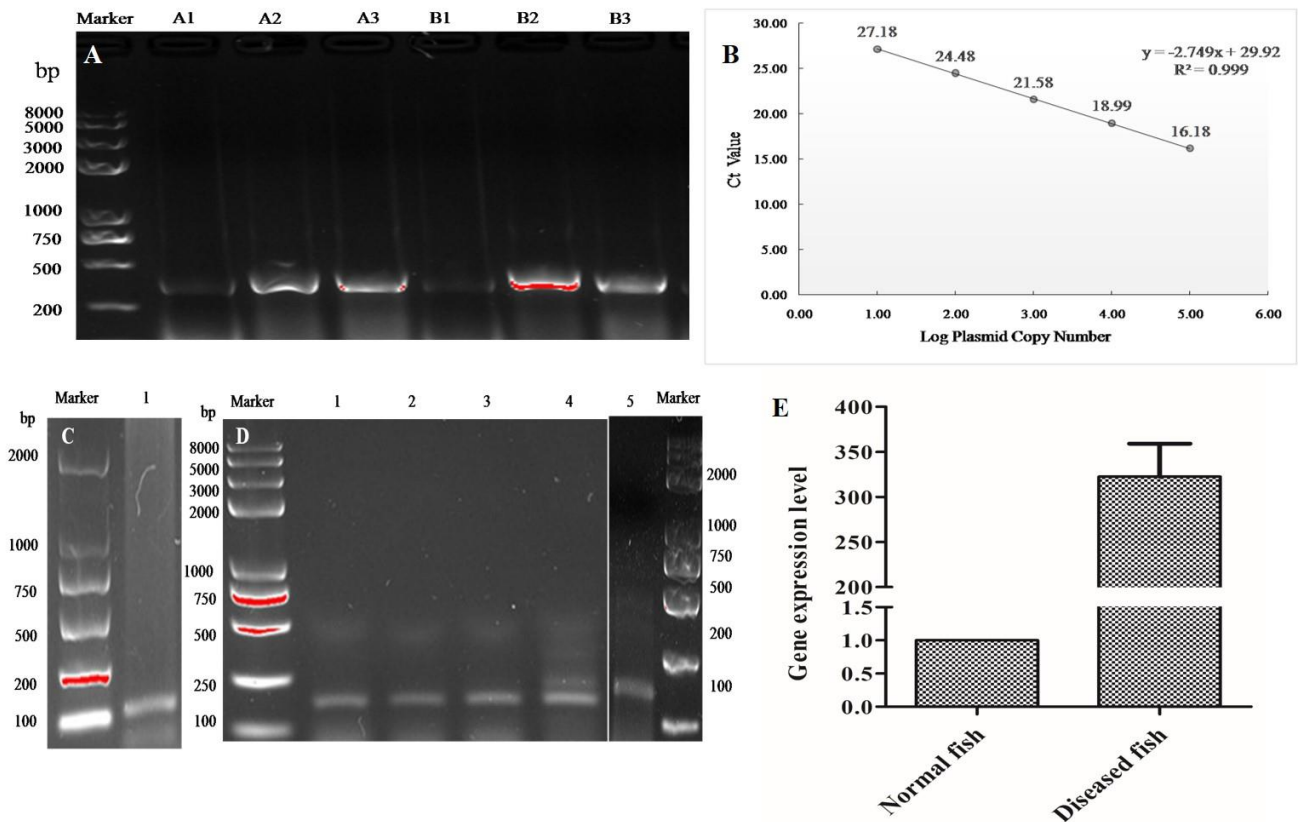 Marker A1 A2 A3 B1 B2 B3
A
bp
8000
5000
3000
2000
1000
750
500
200
B
30.00
25.00
20.00
15.00
10.00
5.00
0.00
27.18
24.48
21.58
18.99
16.18
y = -2.749x + 29.92
R² = 0.999
Ct Value
0.00 1.00 2.00 3.00 4.00 5.00 6.00
Log Plasmid Copy Number
Marker 1
bp
C
2000
1000
750
500
200
100
Marker 1 2 3 4 5 Marker
bp
D
8000
5000
3000
2000
1000
750
500
250
100
bp
2000
1000
750
500
200
100
E
Gene expression level
400
350
300
250
200
1.5
1.0
0.5
0.0
Normal fish
Diseased fish